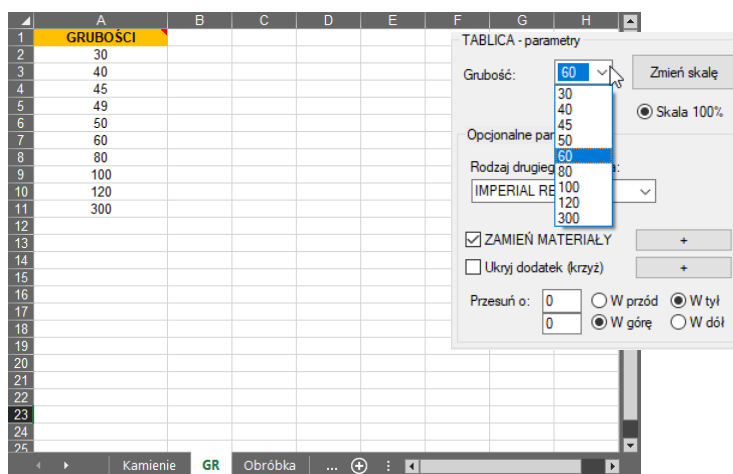 A B C D E F G H
1 GRUBOŚCI
2 30
3 40
4 45
5 49
6 50
7 60
8 80
9 100
10 120
11 300
12
13
14
15
16
17
18
19
20
21
22
23
24
25
Kamienie GR Obróbka ...
TABLICA - parametry
Grubość: 60 Zmień skalę
30
40
45
50
60
80
100
120
300
Skala 100%
Opcjonalne par
Rodzaj drugieg
IMPERIAL RE
ZAMIEŃ MATERIAŁY +
Ukryj dodatek (krzyż) +
Przesuń o: 0 W przód W tył
0 W górę W dół